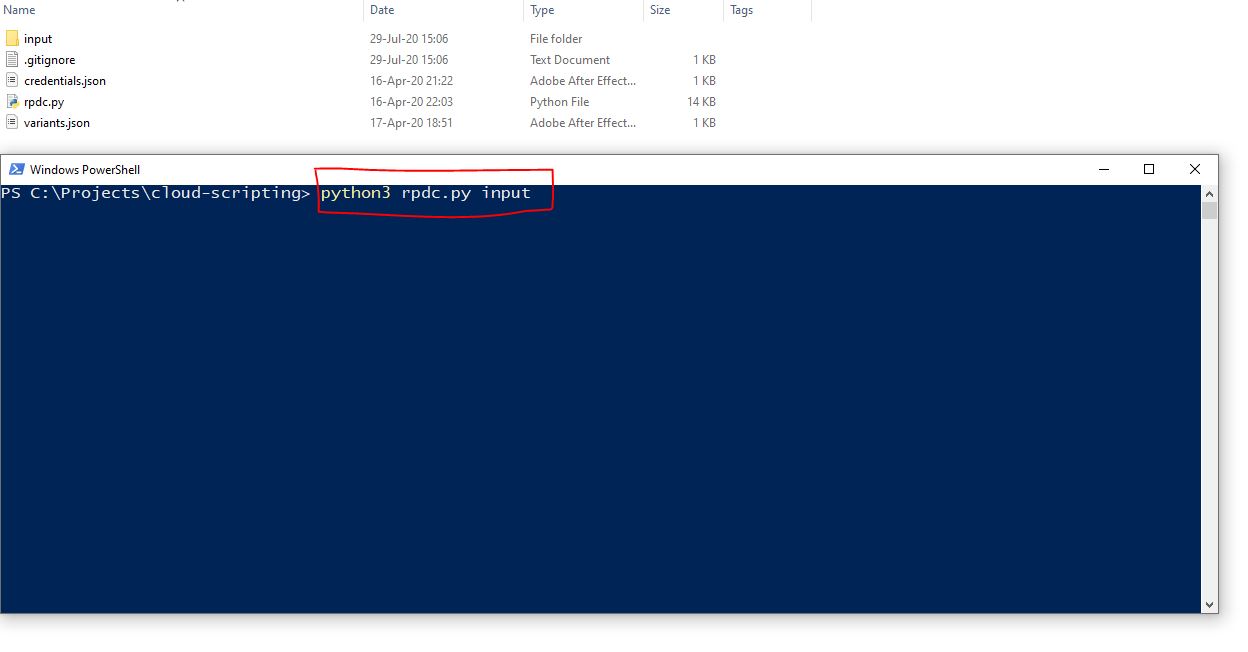 Name Date Type Size Tags
input 29-Jul-20 15:06 File folder
.gitignore 29-Jul-20 15:06 Text Document 1 KB
credentials.json 16-Apr-20 21:22 Adobe After Effect... 1 KB
rpdc.py 16-Apr-20 22:03 Python File 14 KB
variants.json 17-Apr-20 18:51 Adobe After Effect... 1 KB
Windows PowerShell
PS C:\Projects\cloud-scripting> python3 rpdc.py input